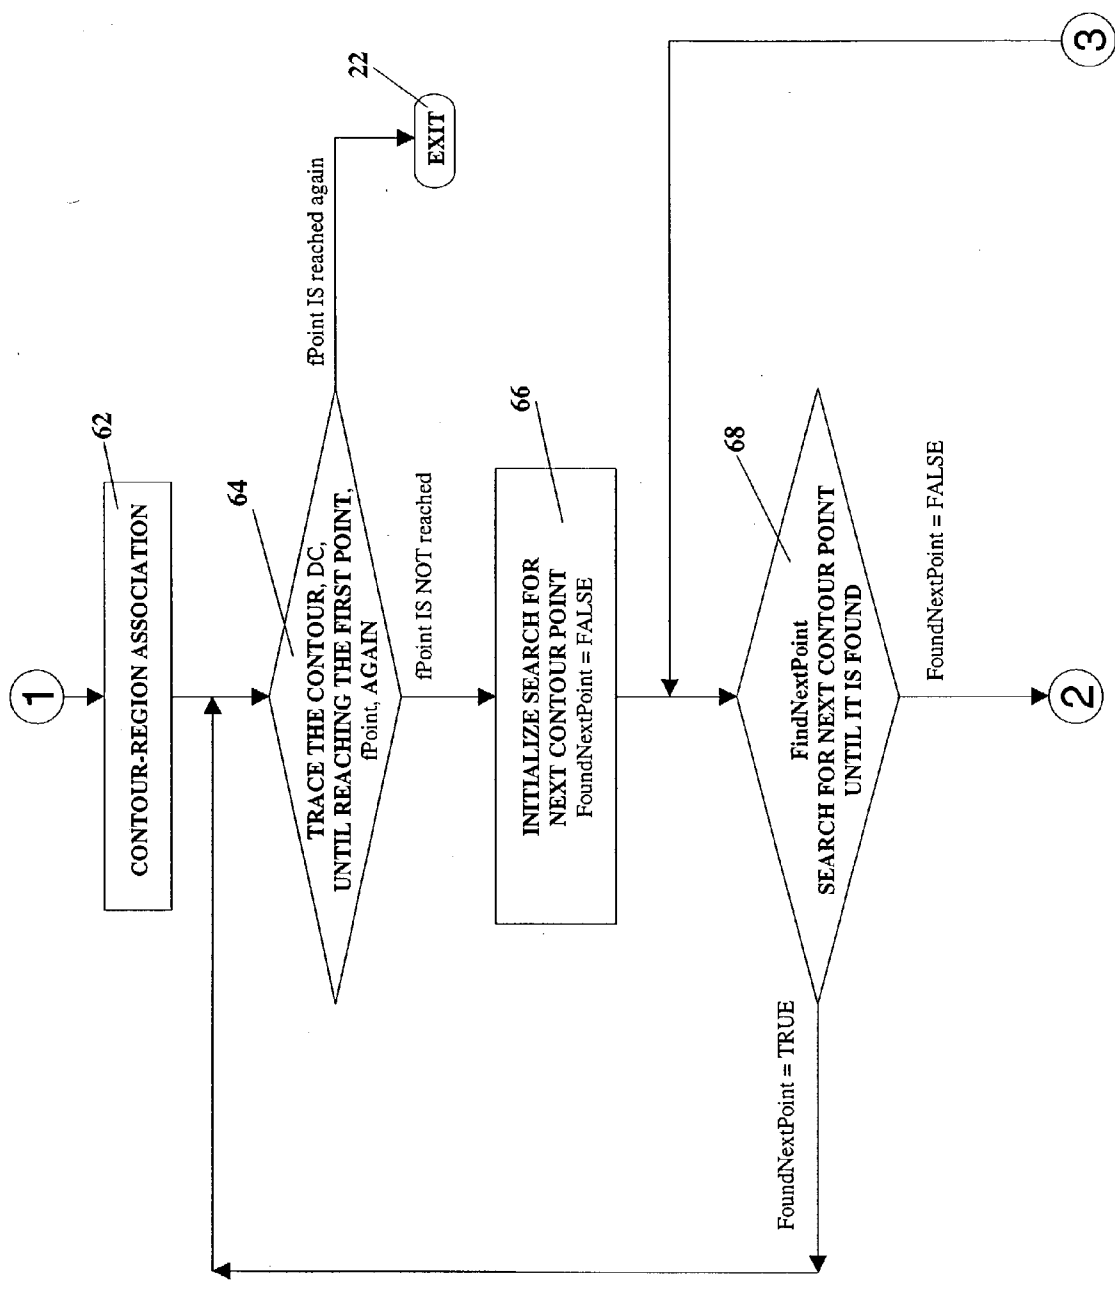 1
62
CONTOUR-REGION ASSOCIATION
64
TRACE THE CONTOUR, DC,
UNTIL REACHING THE FIRST POINT,
fPoint, AGAIN
fPoint IS reached again
22
EXIT
fPoint IS NOT reached
66
INITIALIZE SEARCH FOR
NEXT CONTOUR POINT
FoundNextPoint = FALSE
3
68
FindNextPoint
SEARCH FOR NEXT CONTOUR POINT
UNTIL IT IS FOUND
FoundNextPoint = TRUE
FoundNextPoint = FALSE
2